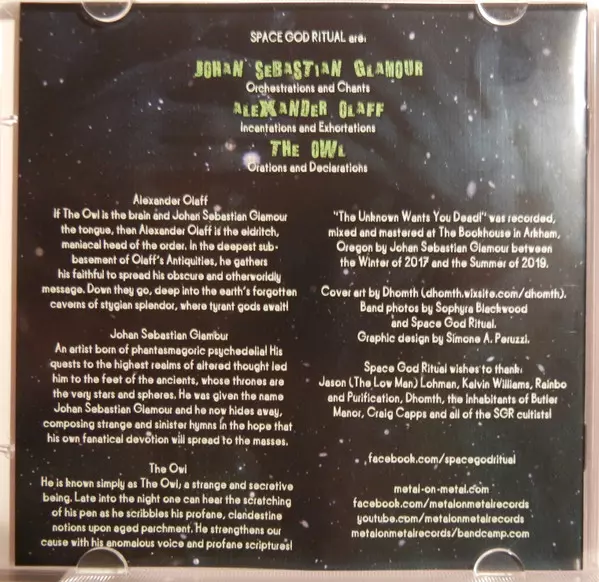 SPACE GOD RITUAL are:
JOHAN SEBASTIAN GLAMOUR
Orchestrations and Chants
ALEXANDER OLAFF
Incantations and Exhortations
THE OWL
Orations and Declarations
Alexander Olaff
If The Owl is the brain and Johan Sebastian Glamour
the tongue, then Alexander Olaff is the eldritch,
maniacal head of the order. In the deepest sub-
basement of Olaff's Antiquities, he gathers
his faithful to spread his obscure and otherworldly
message. Down they go, deep into the earth's forgotten
caverns of stygian splendor, where tyrant gods await!
Johan Sebastian Glamour
An artist born of phantasmagoric psychedelia! His
quests to the highest realms of altered thought led
him to the feet of the ancients, whose thrones are
the very stars and spheres. He was given the name
Johan Sebastian Glamour and he now hides away,
composing strange and sinister hymns in the hope that
his own fanatical devotion will spread to the masses.
The Owl
He is known simply as The Owl; a strange and secretive
being. Late into the night one can hear the scratching
of his pen as he scribbles his profane, clandestine
notions upon aged parchment. He strengthens our
cause with his anomalous voice and profane scriptures!
"The Unknown Wants You Dead!" was recorded,
mixed and mastered at The Bookhouse in Arkham,
Oregon by Johan Sebastian Glamour between
the Winter of 2017 and the Summer of 2019.
Cover art by Dhomth (dhomth.wixsite.com/dhomth).
Band photos by Sophyra Blackwood
and Space God Ritual.
Graphic design by Simone A. Peruzzi.
Space God Ritual wishes to thank:
Jason (The Low Man) Lohman, Kalvin Williams, Rainbo
and Purification, Dhomth, the Inhabitants of Butler
Manor, Craig Capps and all of the SGR cultists!
facebook.com/spacegodritual
metal-on-metal.com
facebook.com/metalonmetalrecords
youtube.com/metalonmetalrecords
metalonmetalrecords/bandcamp.com